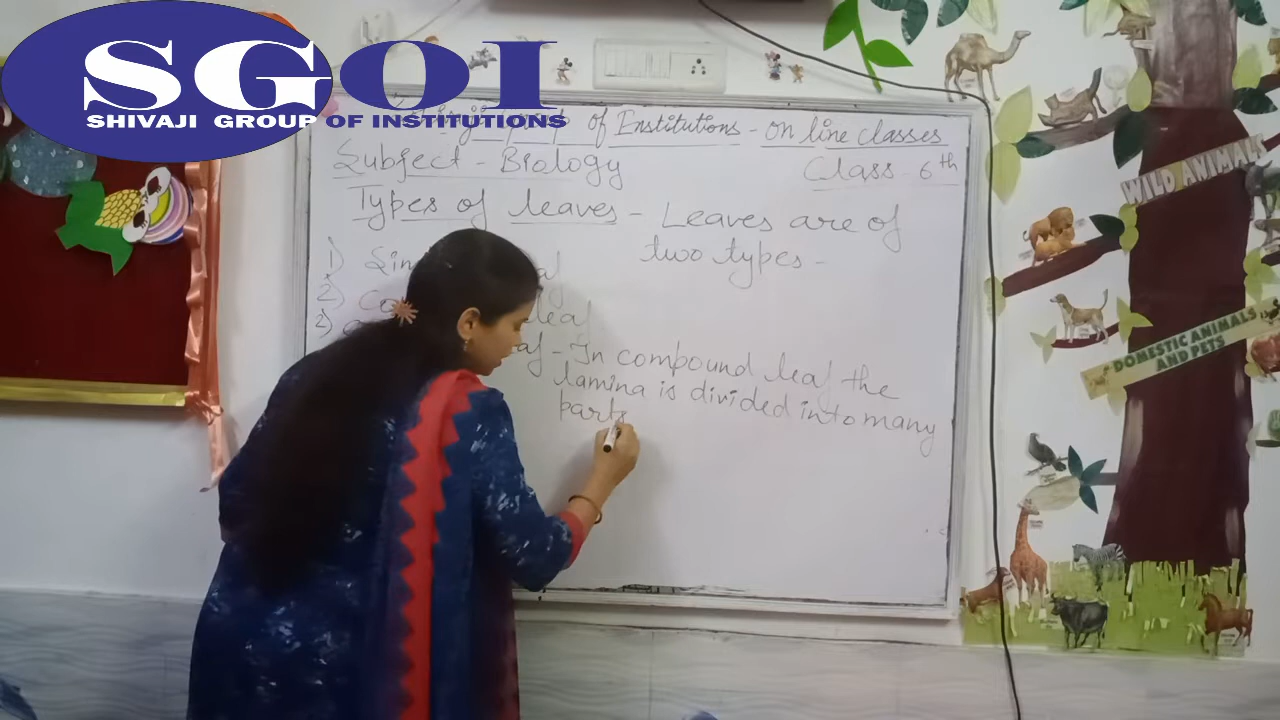 SGOI
SHIVAJI GROUP OF INSTITUTIONS
of Institutions - on line classes
Subject - Biology
Class - 6th
Types of leaves - Leaves are of
two types -
1)
2)
leaf
2)
- In compound leaf the
lamina is divided into many
parts
WILD ANIMALS
DOMESTIC ANIMALS
AND PETS